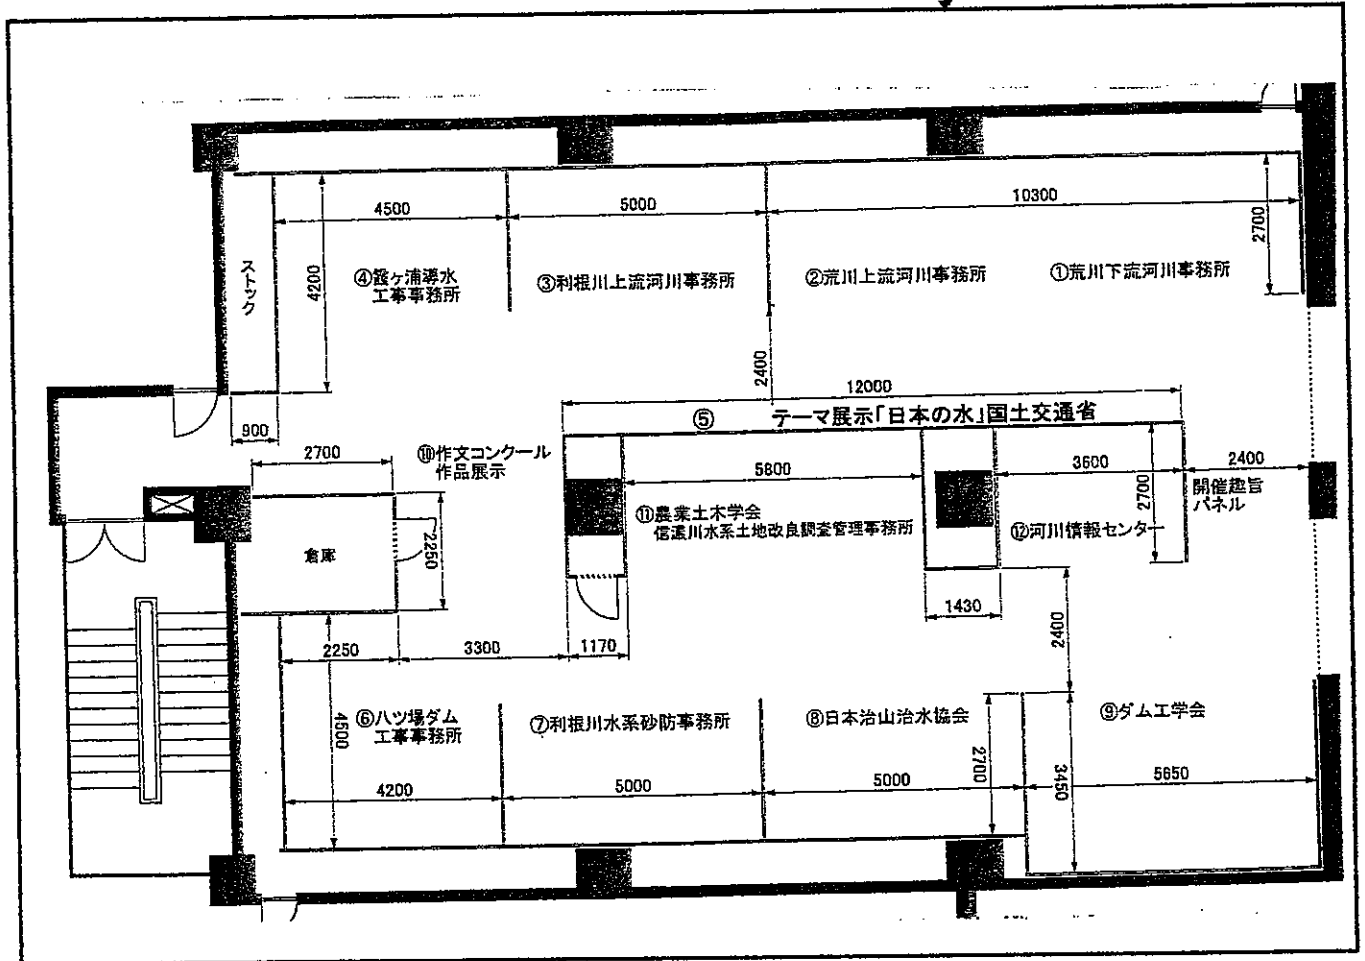 4500
5000
10300
2700
ストック
4200
④霞ヶ浦導水
工事事務所
③利根川上流河川事務所
②荒川上流河川事務所
①荒川下流河川事務所
2400
12000
⑤ テーマ展示「日本の水」国土交通省
900
2700
⑩作文コンクール
作品展示
5800
3600
2700
2400
開催趣旨
パネル
⑪農業土木学会
信濃川水系土地改良調査管理事務所
⑫河川情報センター
倉庫
2250
1430
2400
2250
3300
1170
4500
⑥八ッ場ダム
工事事務所
⑦利根川水系砂防事務所
⑧日本治山治水協会
⑨ダム工学会
2700
3450
4200
5000
5000
5650